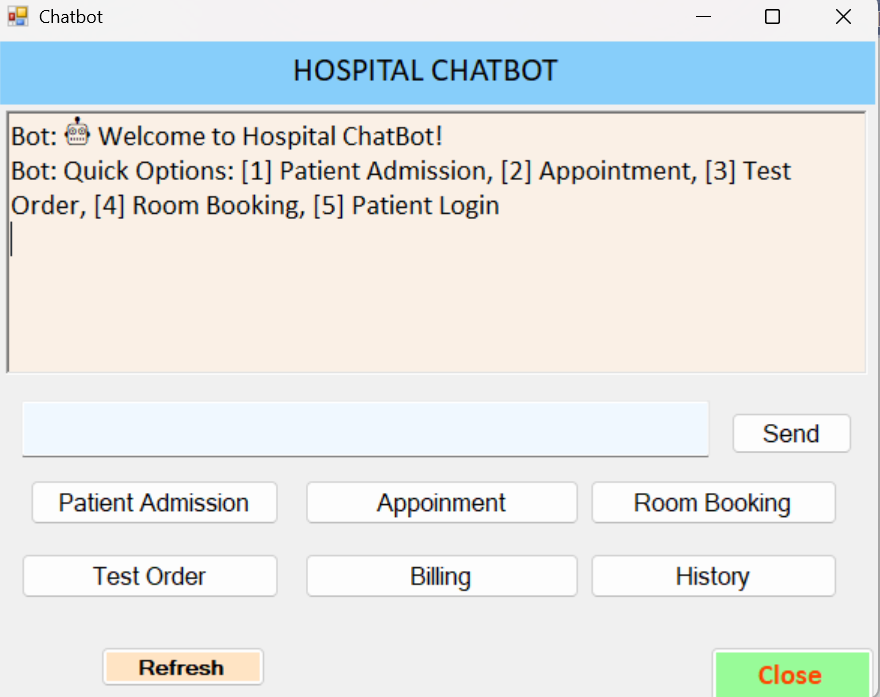 Chatbot
HOSPITAL CHATBOT
Bot: 🤖 Welcome to Hospital ChatBot!
Bot: Quick Options: [1] Patient Admission, [2] Appointment, [3] Test
Order, [4] Room Booking, [5] Patient Login
Send
Patient Admission
Appoinment
Room Booking
Test Order
Billing
History
Refresh
Close